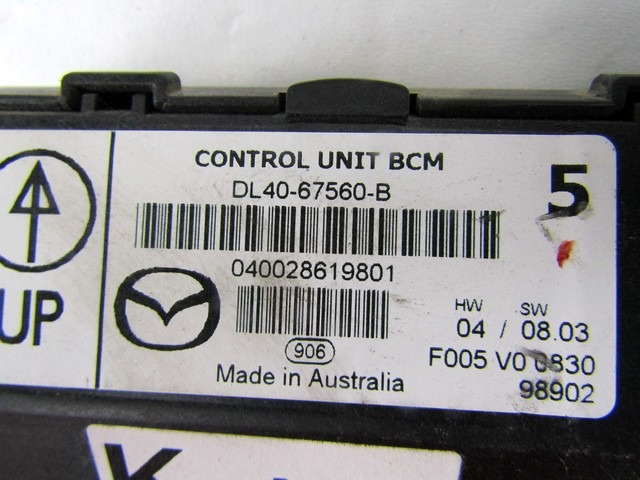 CONTROL UNIT BCM
DL40-67560-B
5
040028619801
UP
HW SW
04 / 08.03
906
F005 V0 0830
Made in Australia
98902
K